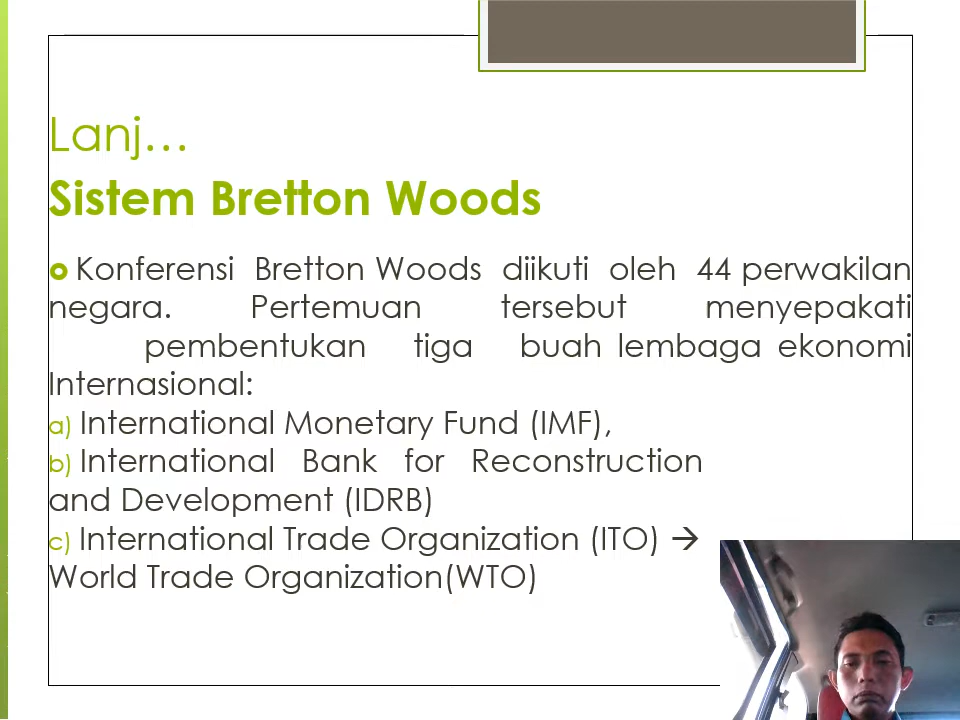 Lanj…
Sistem Bretton Woods
Konferensi Bretton Woods diikuti oleh 44 perwakilan
negara. Pertemuan tersebut menyepakati
pembentukan tiga buah lembaga ekonomi
Internasional:
a) International Monetary Fund (IMF),
b) International Bank for Reconstruction
and Development (IDRB)
c) International Trade Organization (ITO) →
World Trade Organization(WTO)